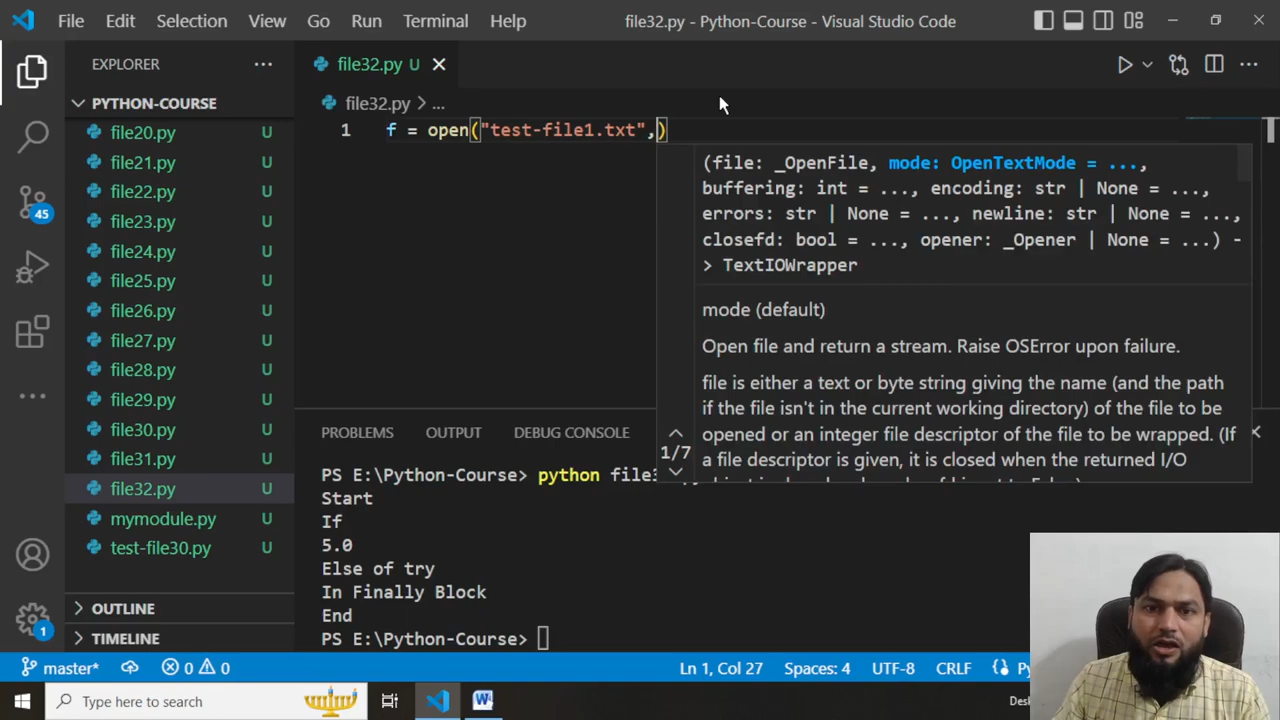 File Edit Selection View Go Run Terminal Help
file32.py - Python-Course - Visual Studio Code
EXPLORER
file32.py U
PYTHON-COURSE
file32.py > ...
file20.py U
file21.py U
file22.py U
file23.py U
file24.py U
file25.py U
file26.py U
file27.py U
file28.py U
file29.py U
file30.py U
file31.py U
file32.py U
mymodule.py U
test-file30.py U
OUTLINE
TIMELINE
45
1
1 f = open("test-file1.txt",)
(file: _OpenFile, mode: OpenTextMode = ...,
buffering: int = ..., encoding: str | None = ...,
errors: str | None = ..., newline: str | None = ...,
closefd: bool = ..., opener: _Opener | None = ...) -
> TextIOWrapper
mode (default)
Open file and return a stream. Raise OSError upon failure.
file is either a text or byte string giving the name (and the path
if the file isn't in the current working directory) of the file to be
opened or an integer file descriptor of the file to be wrapped. (If
a file descriptor is given, it is closed when the returned I/O
1/7
PROBLEMS OUTPUT DEBUG CONSOLE
PS E:\Python-Course> python
Start
If
5.0
Else of try
In Finally Block
End
PS E:\Python-Course>
master* 0 0
Ln 1, Col 27 Spaces: 4 UTF-8 CRLF
Type here to search